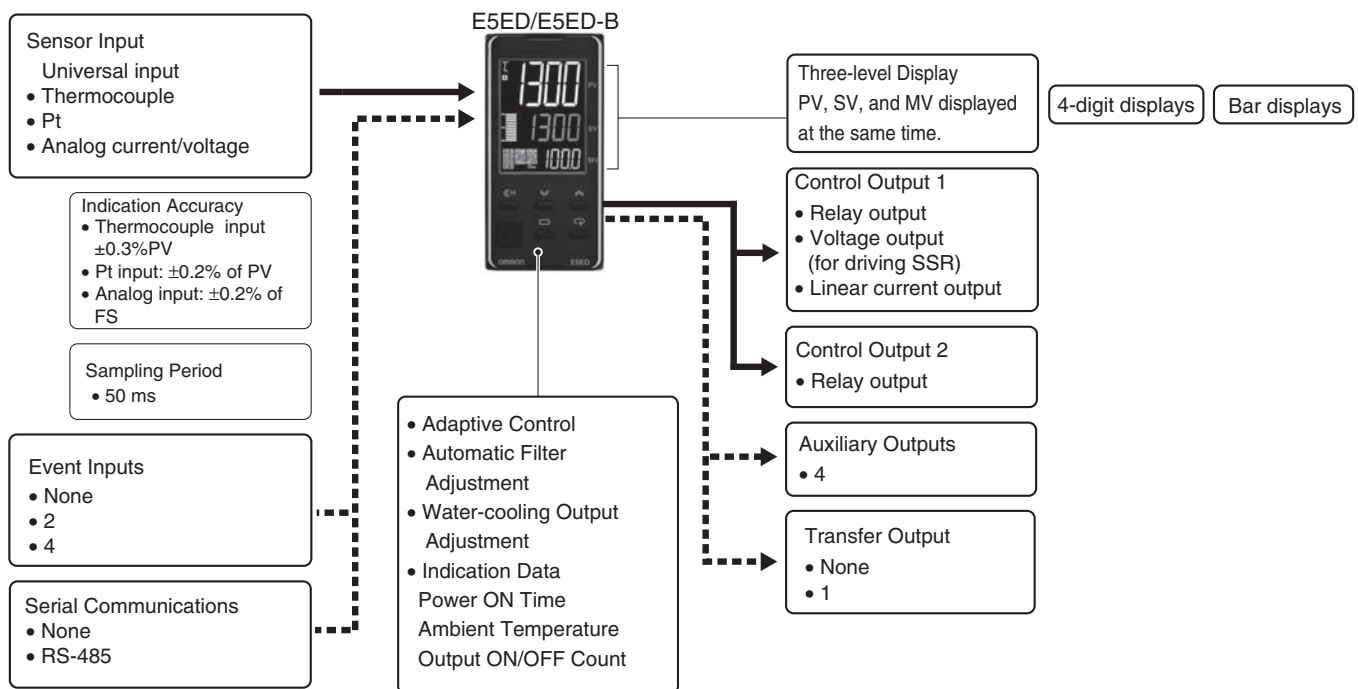 E5ED/E5ED-B
Sensor Input
Universal input
• Thermocouple
• Pt
• Analog current/voltage
Indication Accuracy
• Thermocouple input
±0.3%PV
• Pt input: ±0.2% of PV
• Analog input: ±0.2% of
FS
Sampling Period
• 50 ms
Event Inputs
• None
• 2
• 4
Serial Communications
• None
• RS-485
1300
PV
1300
SV
100.0
MV
OMRON
E5ED
• Adaptive Control
• Automatic Filter
Adjustment
• Water-cooling Output
Adjustment
• Indication Data
Power ON Time
Ambient Temperature
Output ON/OFF Count
Three-level Display
PV, SV, and MV displayed
at the same time.
4-digit displays
Bar displays
Control Output 1
• Relay output
• Voltage output
(for driving SSR)
• Linear current output
Control Output 2
• Relay output
Auxiliary Outputs
• 4
Transfer Output
• None
• 1